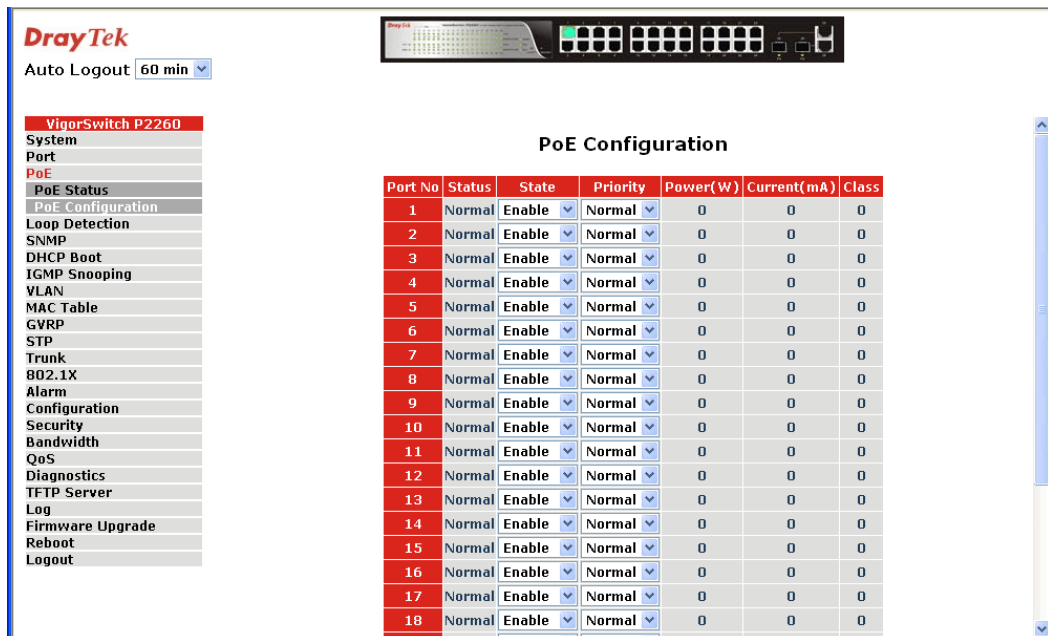 DrayTek
Auto Logout 60 min
VigorSwitch P2260
System
Port
PoE
PoE Status
PoE Configuration
Loop Detection
SNMP
DHCP Boot
IGMP Snooping
VLAN
MAC Table
GVRP
STP
Trunk
802.1X
Alarm
Configuration
Security
Bandwidth
QoS
Diagnostics
TFTP Server
Log
Firmware Upgrade
Reboot
Logout
PoE Configuration
Port No Status State Priority Power(W) Current(mA) Class
1 Normal Enable Normal 0 0 0
2 Normal Enable Normal 0 0 0
3 Normal Enable Normal 0 0 0
4 Normal Enable Normal 0 0 0
5 Normal Enable Normal 0 0 0
6 Normal Enable Normal 0 0 0
7 Normal Enable Normal 0 0 0
8 Normal Enable Normal 0 0 0
9 Normal Enable Normal 0 0 0
10 Normal Enable Normal 0 0 0
11 Normal Enable Normal 0 0 0
12 Normal Enable Normal 0 0 0
13 Normal Enable Normal 0 0 0
14 Normal Enable Normal 0 0 0
15 Normal Enable Normal 0 0 0
16 Normal Enable Normal 0 0 0
17 Normal Enable Normal 0 0 0
18 Normal Enable Normal 0 0 0